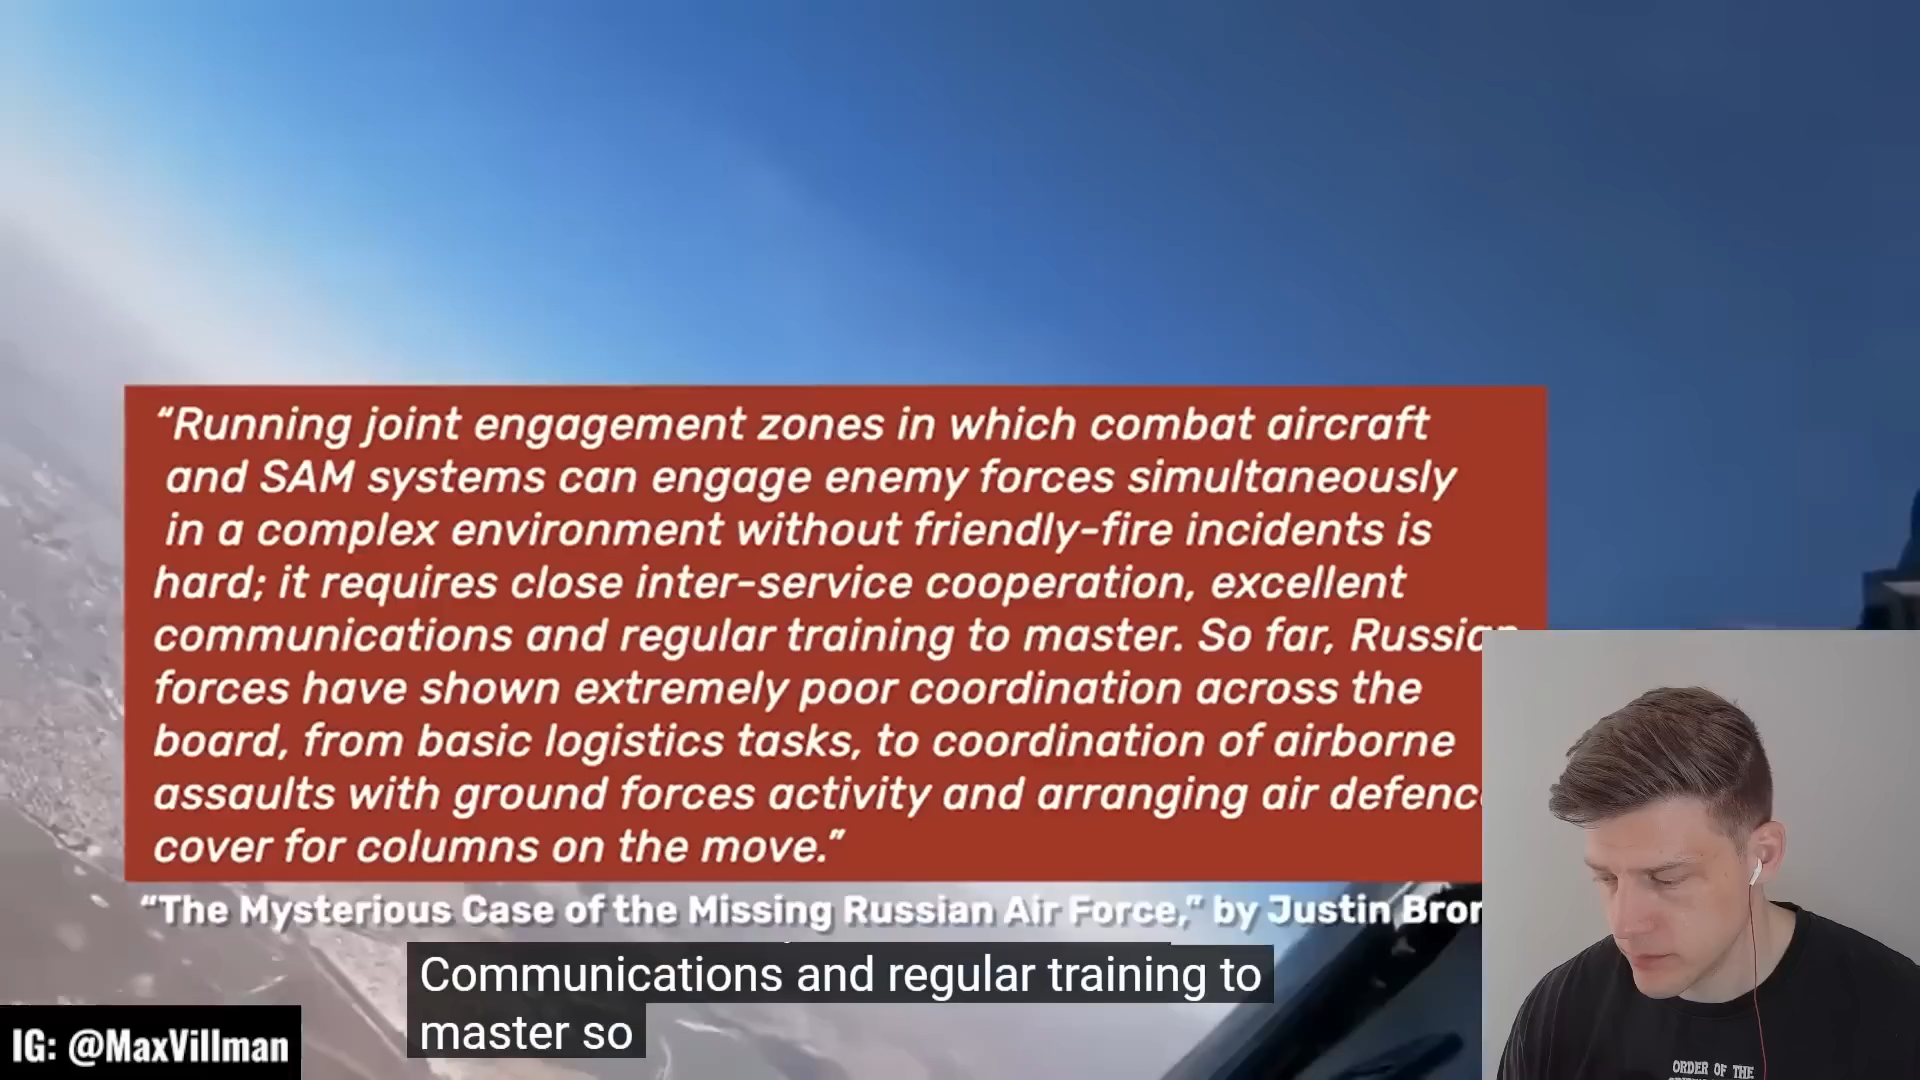 “Running joint engagement zones in which combat aircraft
and SAM systems can engage enemy forces simultaneously
in a complex environment without friendly-fire incidents is
hard; it requires close inter-service cooperation, excellent
communications and regular training to master. So far, Russian
forces have shown extremely poor coordination across the
board, from basic logistics tasks, to coordination of airborne
assaults with ground forces activity and arranging air defenc
cover for columns on the move.”
“The Mysterious Case of the Missing Russian Air Force,” by Justin Bron
Communications and regular training to
master so
IG: @MaxVillman
ORDER OF THE